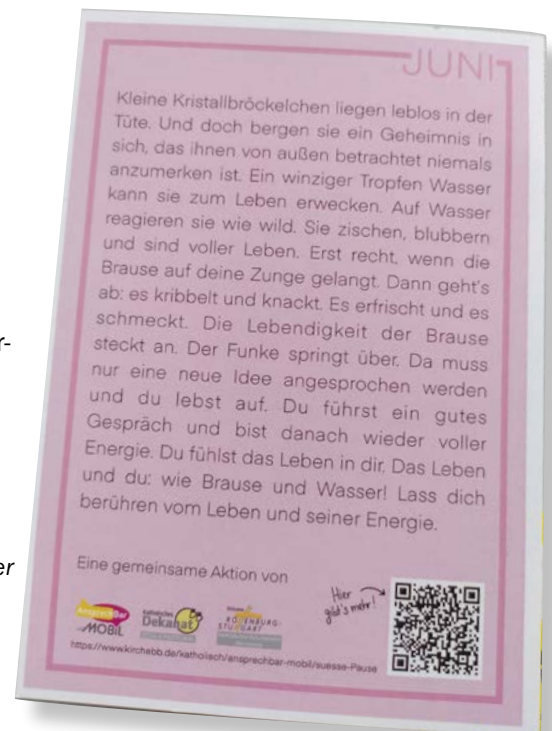 JUNI
Kleine Kristallbröckelchen liegen leblos in der
Tüte. Und doch bergen sie ein Geheimnis in
sich, das ihnen von außen betrachtet niemals
anzumerken ist. Ein winziger Tropfen Wasser
kann sie zum Leben erwecken. Auf Wasser
reagieren sie wie wild. Sie zischen, blubbern
und sind voller Leben. Erst recht, wenn die
Brause auf deine Zunge gelangt. Dann geht's
ab: es kribbelt und knackt. Es erfrischt und es
schmeckt. Die Lebendigkeit der Brause
steckt an. Der Funke springt über. Da muss
nur eine neue Idee angesprochen werden
und du lebst auf. Du führst ein gutes
Gespräch und bist danach wieder voller
Energie. Du fühlst das Leben in dir. Das Leben
und du: wie Brause und Wasser! Lass dich
berühren vom Leben und seiner Energie.
r-
er
Eine gemeinsame Aktion von
Hier
gibt's mehr!
AnsprechBar
MOBIL
Katholisches
Dekanat
ROTTENBURG-
STUTTGART
https://www.kirchebb.de/katholisch/ansprechbar-mobil/suesse-Pause